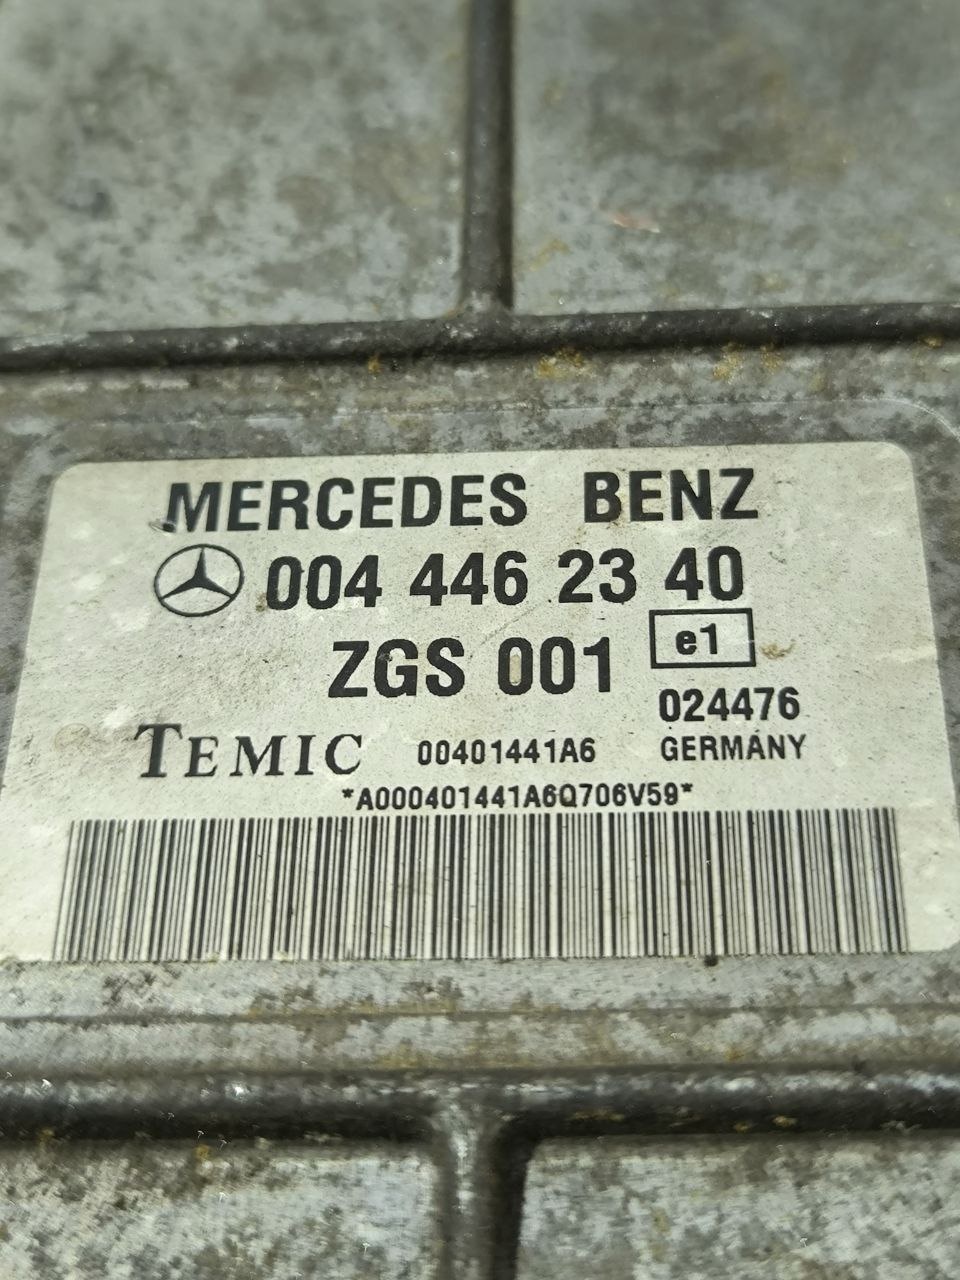 MERCEDES BENZ
004 446 23 40
ZGS 001 e1
024476
TEMIC 00401441A6 GERMANY
*A000401441A6Q706V59*